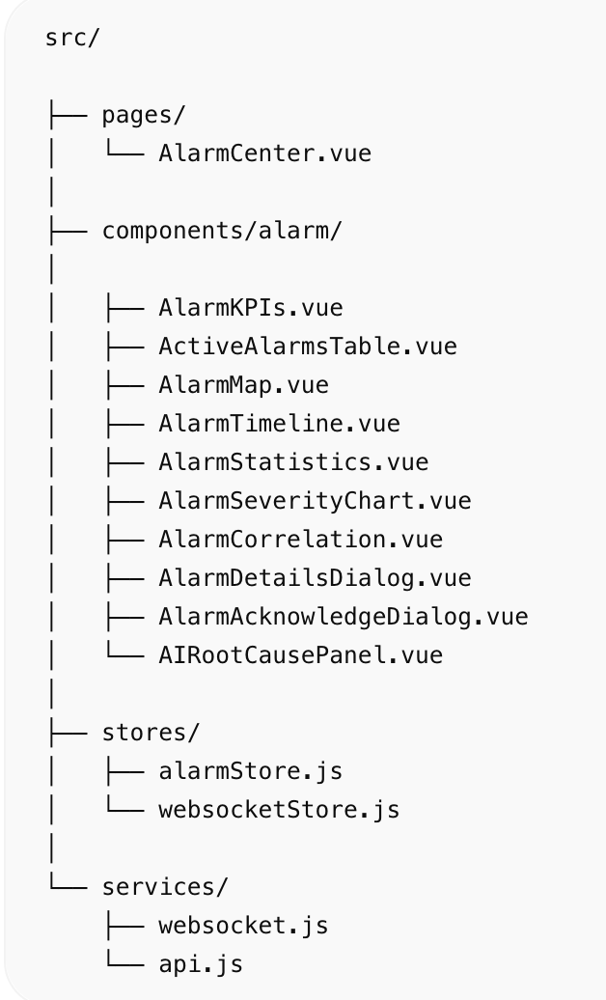 src/
├── pages/
│   └── AlarmCenter.vue
│
├── components/alarm/
│
│   ├── AlarmKPIs.vue
│   ├── ActiveAlarmsTable.vue
│   ├── AlarmMap.vue
│   ├── AlarmTimeline.vue
│   ├── AlarmStatistics.vue
│   ├── AlarmSeverityChart.vue
│   ├── AlarmCorrelation.vue
│   ├── AlarmDetailsDialog.vue
│   ├── AlarmAcknowledgeDialog.vue
│   └── AIRootCausePanel.vue
│
├── stores/
│   ├── alarmStore.js
│   └── websocketStore.js
│
└── services/
    ├── websocket.js
    └── api.js